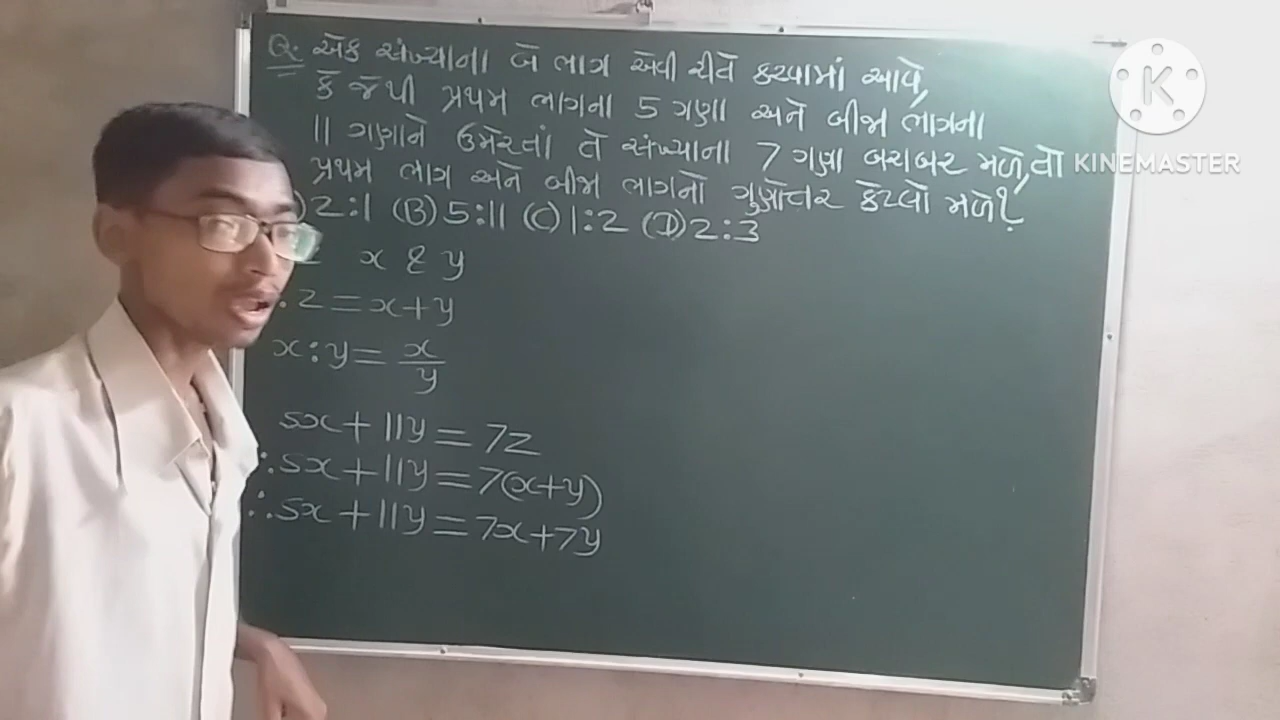 Q. એક સંખ્યાના બે ભાગ એવી રીતે કરવામાં આવે,
કે જેથી પ્રથમ ભાગના 5 ગણા અને બીજા ભાગના
11 ગણાને ઉમેરતાં તે સંખ્યાના 7 ગણા બરાબર મળે, તો
પ્રથમ ભાગ અને બીજા ભાગનો ગુણોત્તર કેટલો મળે?
)2:1 (B) 5:11 (C) 1:2 (D) 2:3
x & y
. z = x+y
x:y = x/y
5x + 11y = 7z
∴ 5x + 11y = 7(x+y)
∴ 5x + 11y = 7x+7y
K
KINEMASTER